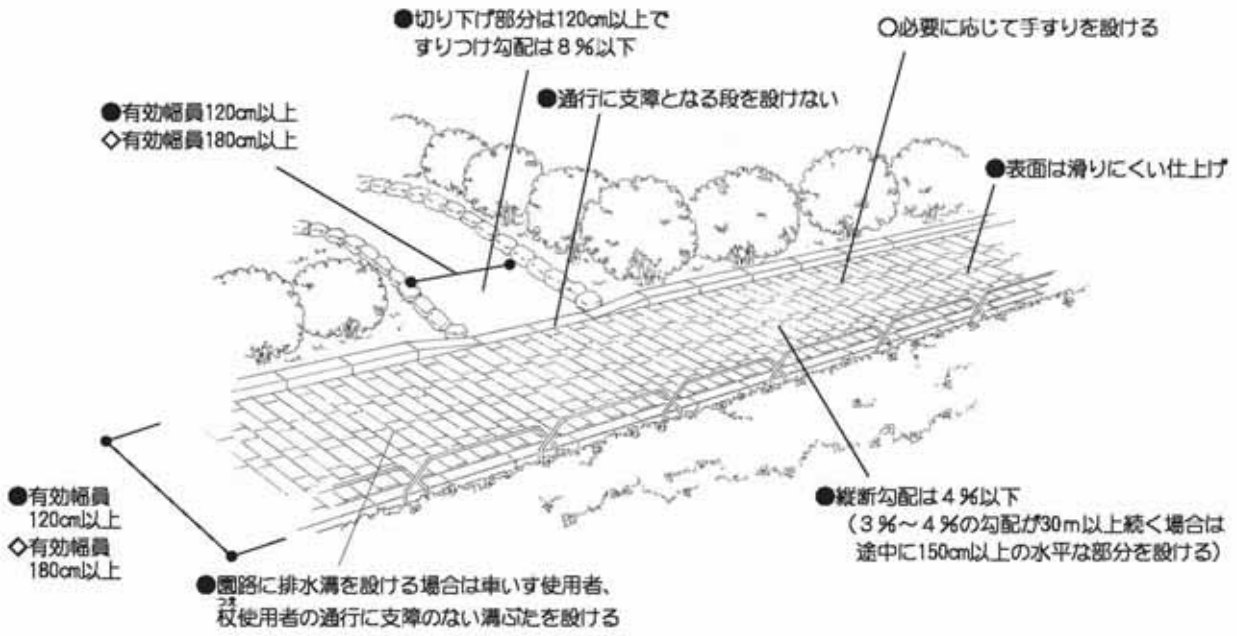 ●切り下げ部分は120cm以上で
すりつけ勾配は8%以下
○必要に応じて手すりを設ける
●通行に支障となる段を設けない
●有効幅員120cm以上
◇有効幅員180cm以上
●表面は滑りにくい仕上げ
●有効幅員
120cm以上
◇有効幅員
180cm以上
●縦断勾配は4%以下
(3%~4%の勾配が30m以上続く場合は
途中に150cm以上の水平な部分を設ける)
●園路に排水溝を設ける場合は車いす使用者、
つえ
杖使用者の通行に支障のない溝ぶたを設ける